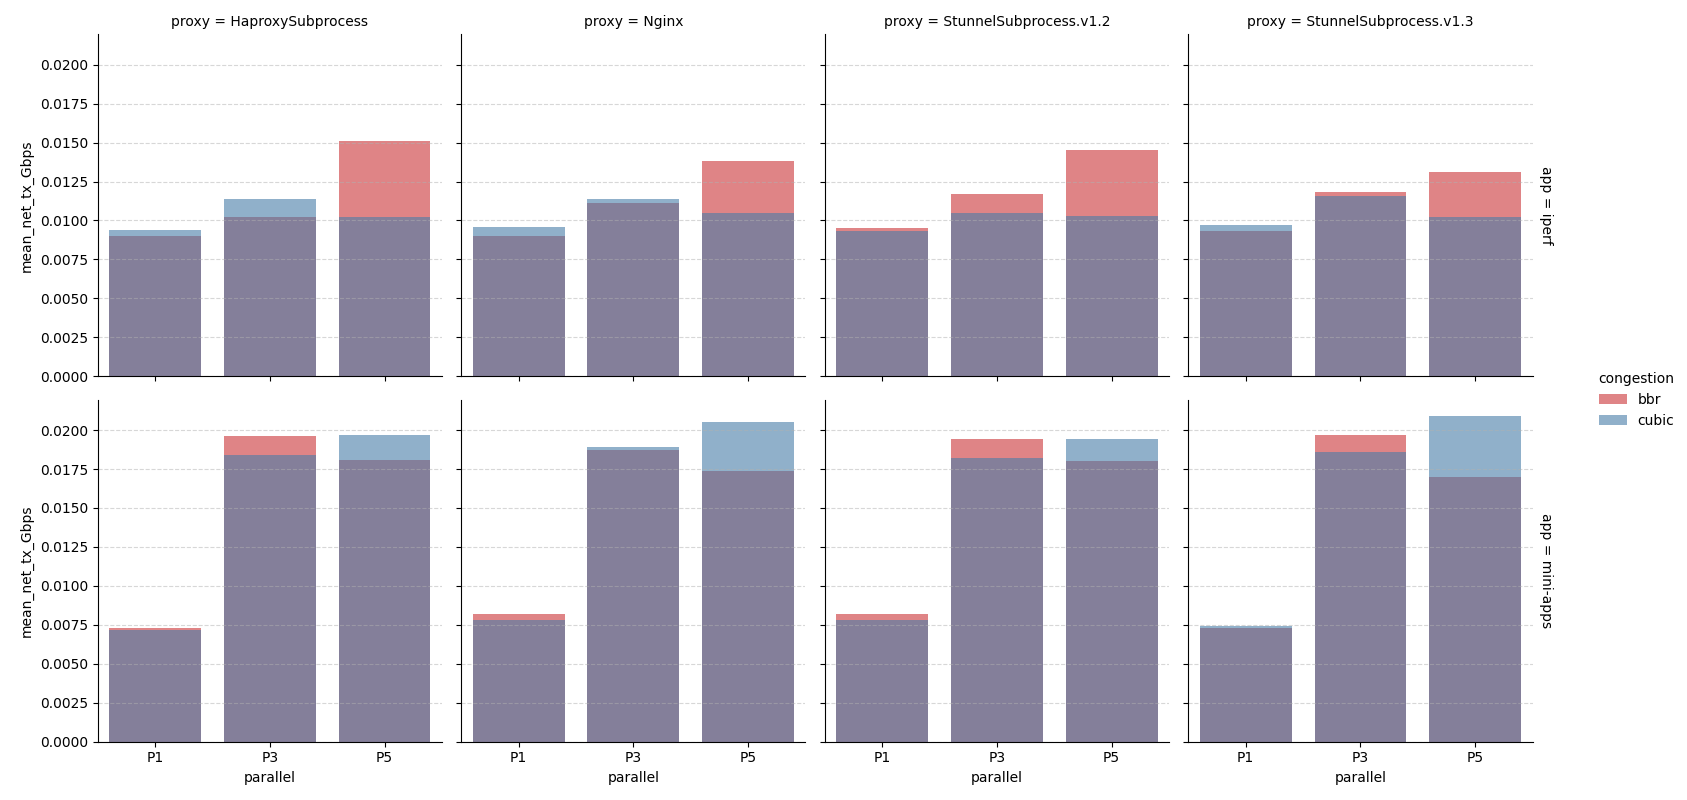 proxy = HaproxySubprocess
proxy = Nginx
proxy = StunnelSubprocess.v1.2
proxy = StunnelSubprocess.v1.3
mean_net_tx_Gbps
0.0200
0.0175
0.0150
0.0125
0.0100
0.0075
0.0050
0.0025
0.0000
app = iperf
congestion
bbr
cubic
mean_net_tx_Gbps
0.0200
0.0175
0.0150
0.0125
0.0100
0.0075
0.0050
0.0025
0.0000
app = mini-apps
P1 P3 P5
parallel
P1 P3 P5
parallel
P1 P3 P5
parallel
P1 P3 P5
parallel